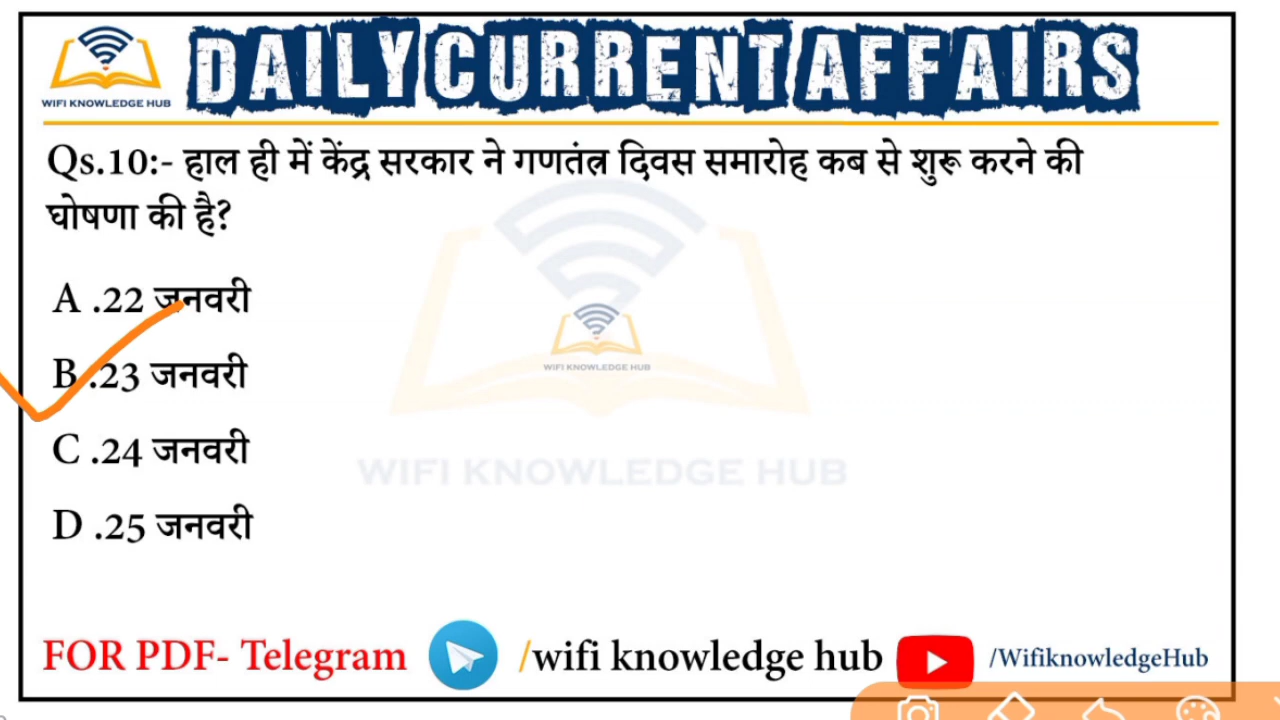 WIFI KNOWLEDGE HUB
DAILY CURRENT AFFAIRS
Qs.10:- हाल ही में केंद्र सरकार ने गणतंत्र दिवस समारोह कब से शुरू करने की
घोषणा की है?
A .22 जनवरी
B .23 जनवरी
C .24 जनवरी
D .25 जनवरी
WIFI KNOWLEDGE HUB
WIFI KNOWLEDGE HUB
FOR PDF- Telegram /wifi knowledge hub /WifiknowledgeHub